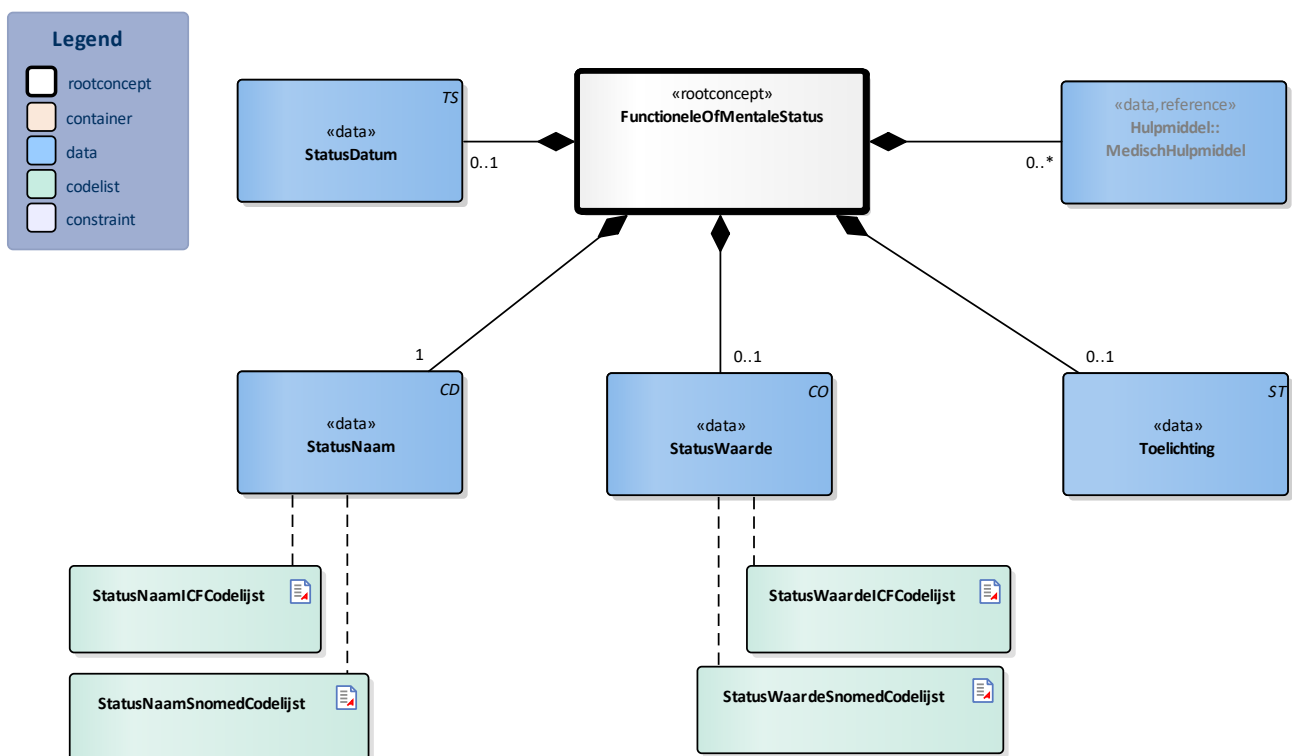 Legend
rootconcept
container
data
codelist
constraint
TS
«data»
StatusDatum
0..1
«rootconcept»
FunctioneleOfMentaleStatus
0..*
«data,reference»
Hulpmiddel::
MedischHulpmiddel
1
0..1
0..1
CD
«data»
StatusNaam
CO
«data»
StatusWaarde
ST
«data»
Toelichting
StatusNaamICFCodelijst
StatusWaardeICFCodelijst
StatusNaamSnomedCodelijst
StatusWaardeSnomedCodelijst